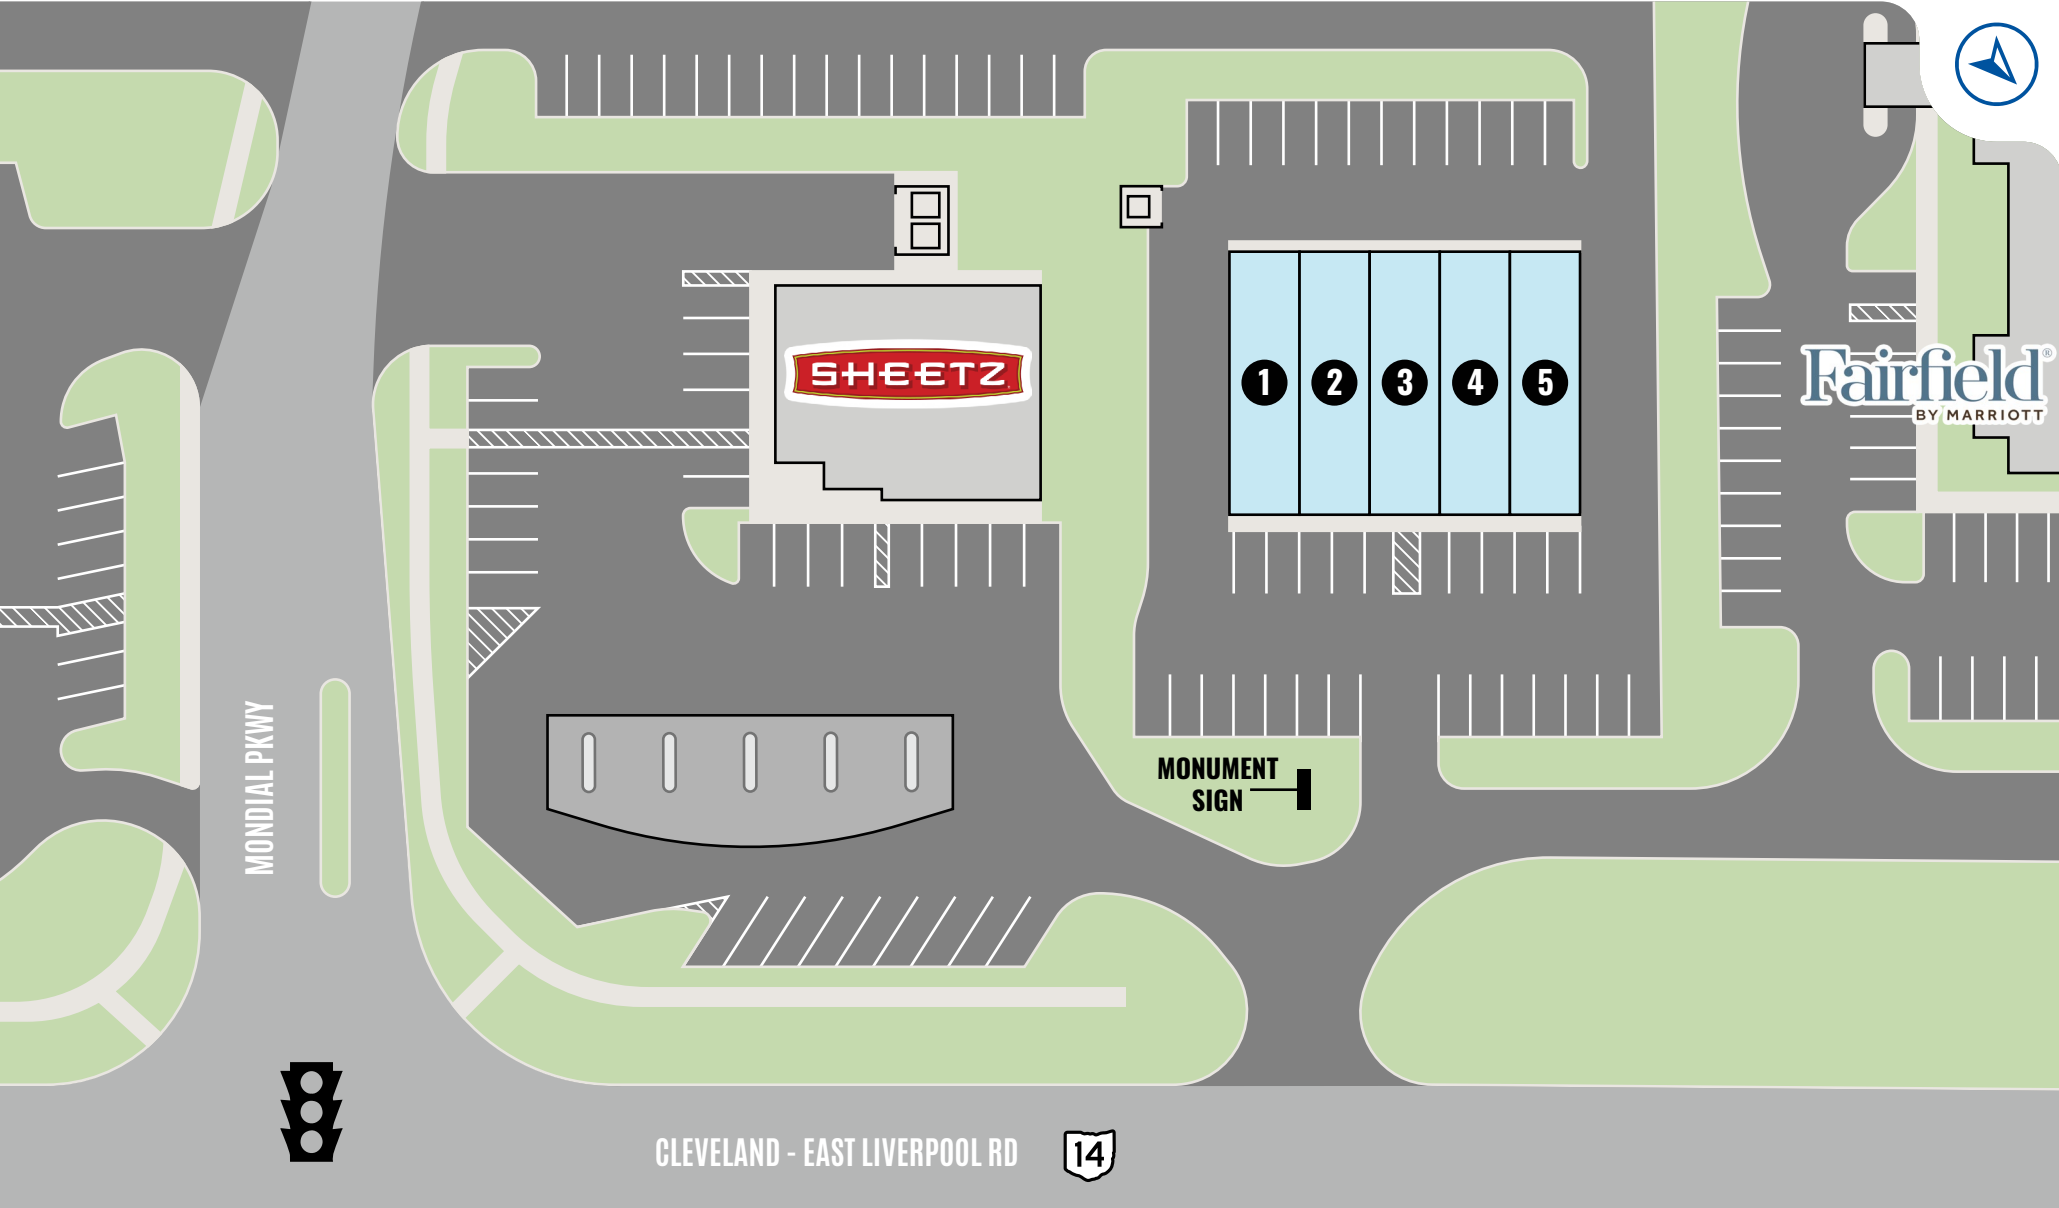 SHEETZ
1 2 3 4 5
Fairfield®
BY MARRIOTT
MONUMENT
SIGN
MONDIAL PKWY
CLEVELAND - EAST LIVERPOOL RD
14